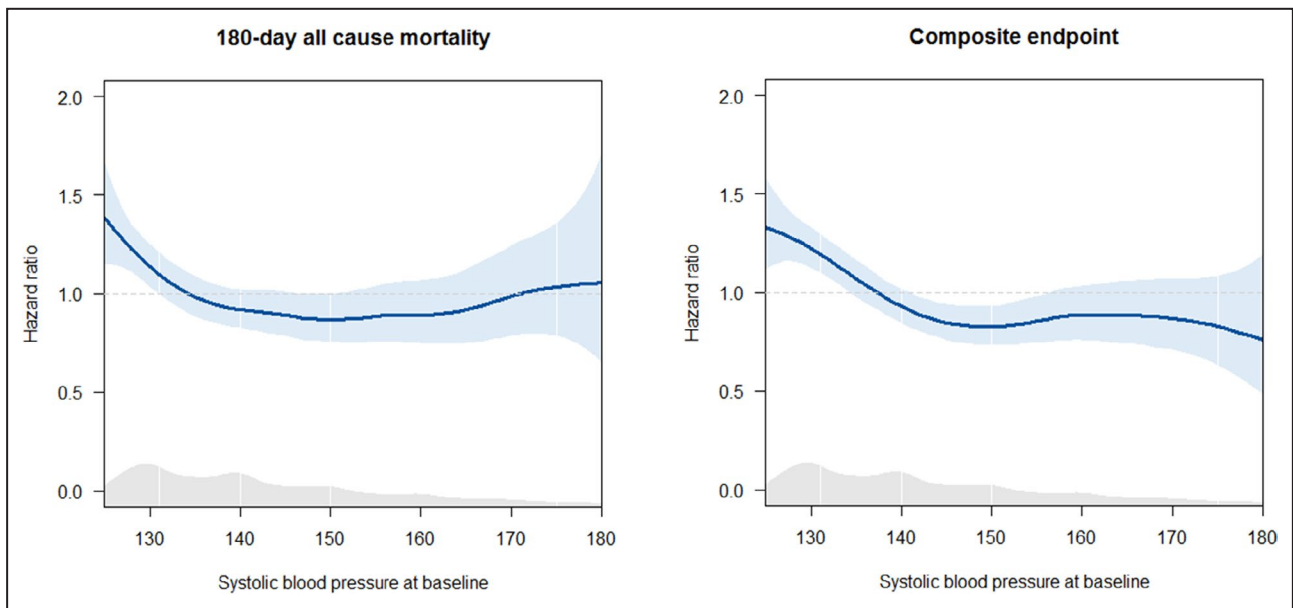 180-day all cause mortality
2.0
1.5
1.0
0.5
0.0
Hazard ratio
130 140 150 160 170 180
Systolic blood pressure at baseline
Composite endpoint
2.0
1.5
1.0
0.5
0.0
Hazard ratio
130 140 150 160 170 180
Systolic blood pressure at baseline